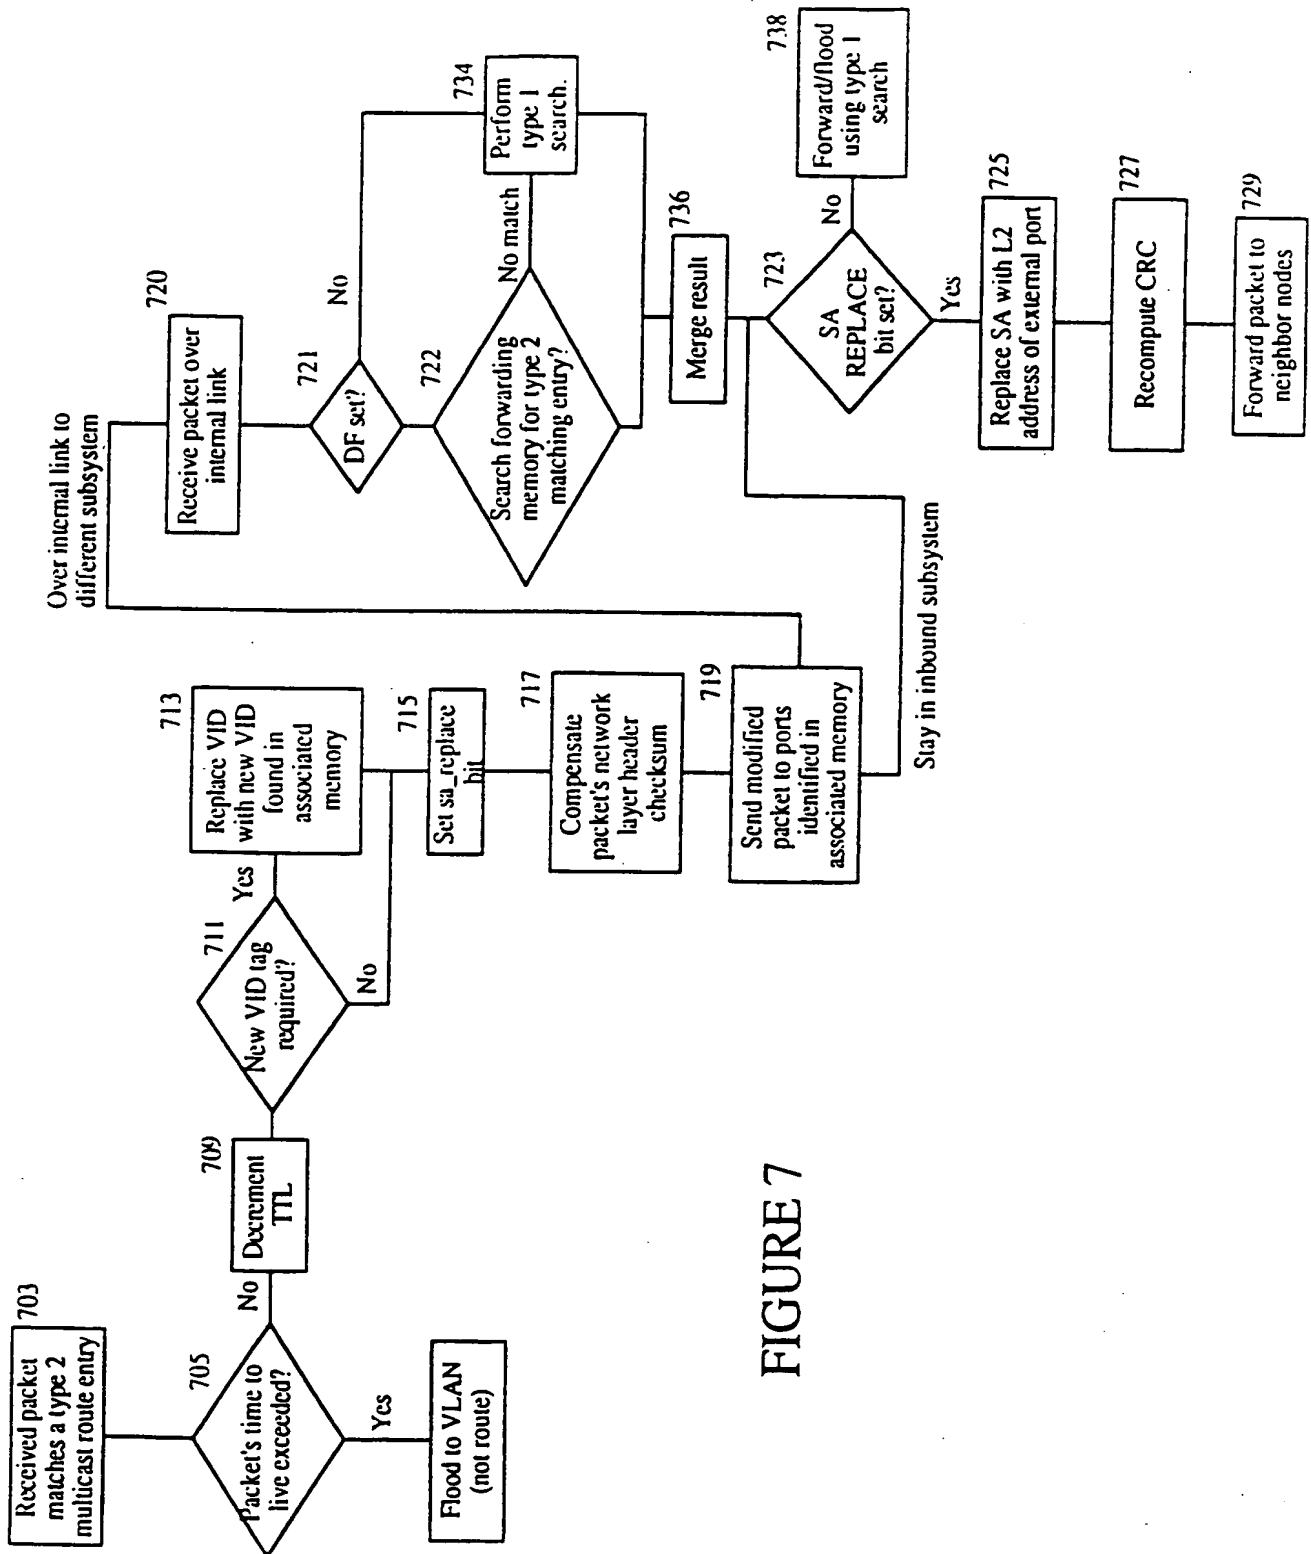 703
Received packet
matches a type 2
multicast route entry
705
Packet's time to
live exceeded?
Yes
Flood to VLAN
(not route)
No
709
Decrement
TTL
711
New VID tag
required?
Yes
No
713
Replace VID
with new VID
found in
associated
memory
715
Set sa_replace
bit
717
Compensate
packet's network
layer header
checksum
719
Send modified
packet to ports
identified in
associated memory
Over internal link to
different subsystem
Stay in inbound subsystem
720
Receive packet over
internal link
721
DF set?
No
722
Search forwarding
memory for type 2
matching entry?
No match
734
Perform
type 1
search.
736
Merge result
723
SA
REPLACE
bit set?
No
738
Forward/flood
using type 1
search
Yes
725
Replace SA with L2
address of external port
727
Recompute CRC
729
Forward packet to
neighbor nodes
FIGURE 7